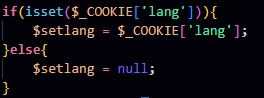 if(isset($_COOKIE['lang'])){
    $setlang = $_COOKIE['lang'];
}else{
    $setlang = null;
}